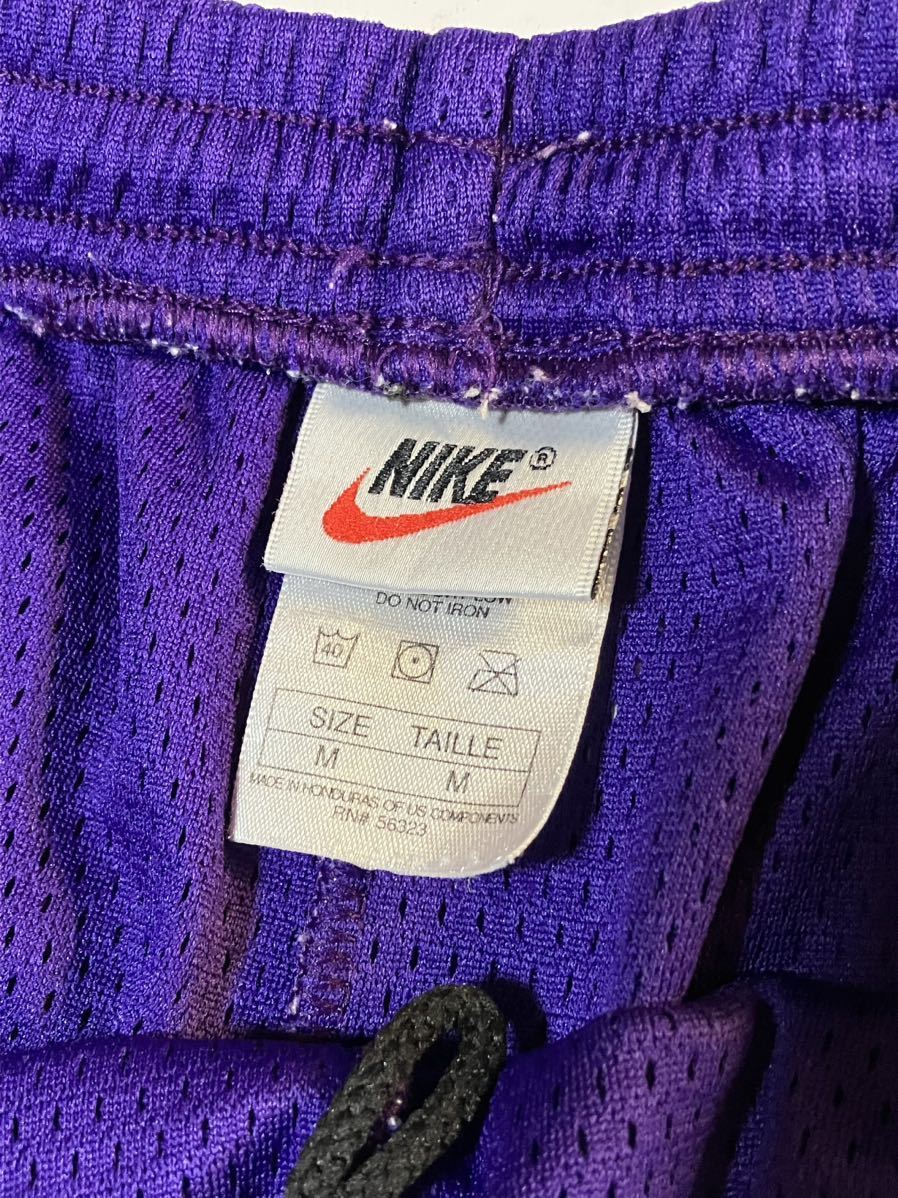 NIKE®
DO NOT IRON
40
SIZE TAILLE
M M
MADE IN HONDURAS OF US COMPONENTS
RN# 56323